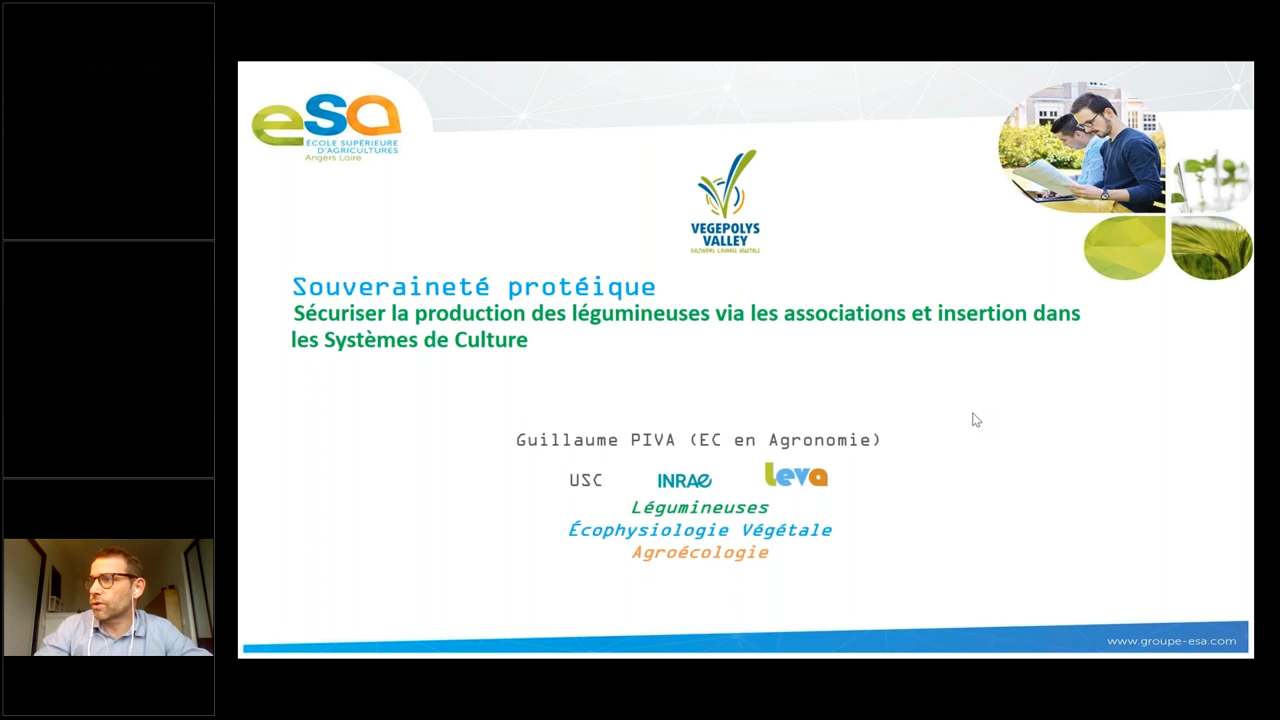 esa
ÉCOLE SUPÉRIEURE
D'AGRICULTURES
Angers Loire
VEGEPOLYS
VALLEY
Souveraineté protéique
Sécuriser la production des légumineuses via les associations et insertion dans
les Systèmes de Culture
Guillaume PIVA (EC en Agronomie)
USC INRAE leva
Légumineuses
Écophysiologie Végétale
Agroécologie
www.groupe-esa.com